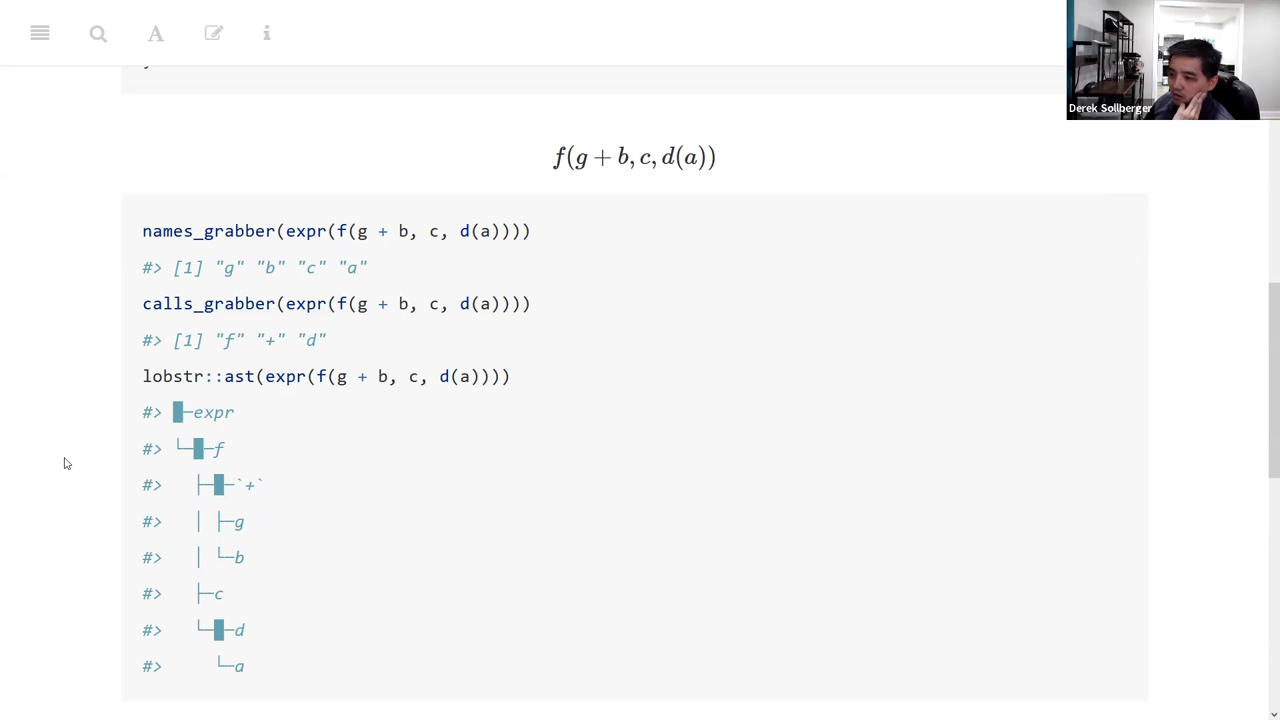 A
i
Derek Sollberger
f(g + b, c, d(a))
names_grabber(expr(f(g + b, c, d(a))))
#> [1] "g" "b" "c" "a"
calls_grabber(expr(f(g + b, c, d(a))))
#> [1] "f" "+" "d"
lobstr::ast(expr(f(g + b, c, d(a))))
#> █─expr
#> └─█─f
#>   ├─█─`+`
#>   │ ├─g
#>   │ └─b
#>   ├─c
#>   └─█─d
#>     └─a